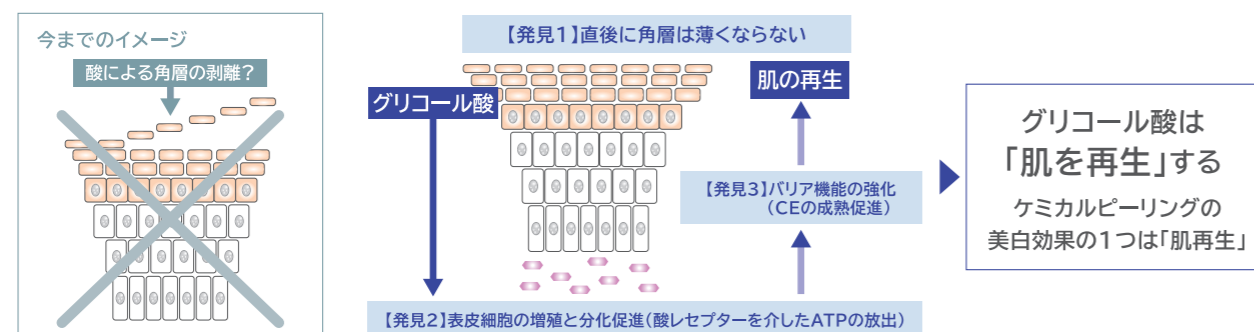 今までのイメージ
酸による角層の剥離?
【発見1】直後に角層は薄くならない
グリコール酸
肌の再生
【発見3】バリア機能の強化
（CEの成熟促進）
【発見2】表皮細胞の増殖と分化促進（酸レセプターを介したATPの放出）
グリコール酸は
「肌を再生」する
ケミカルピーリングの
美白効果の1つは「肌再生」